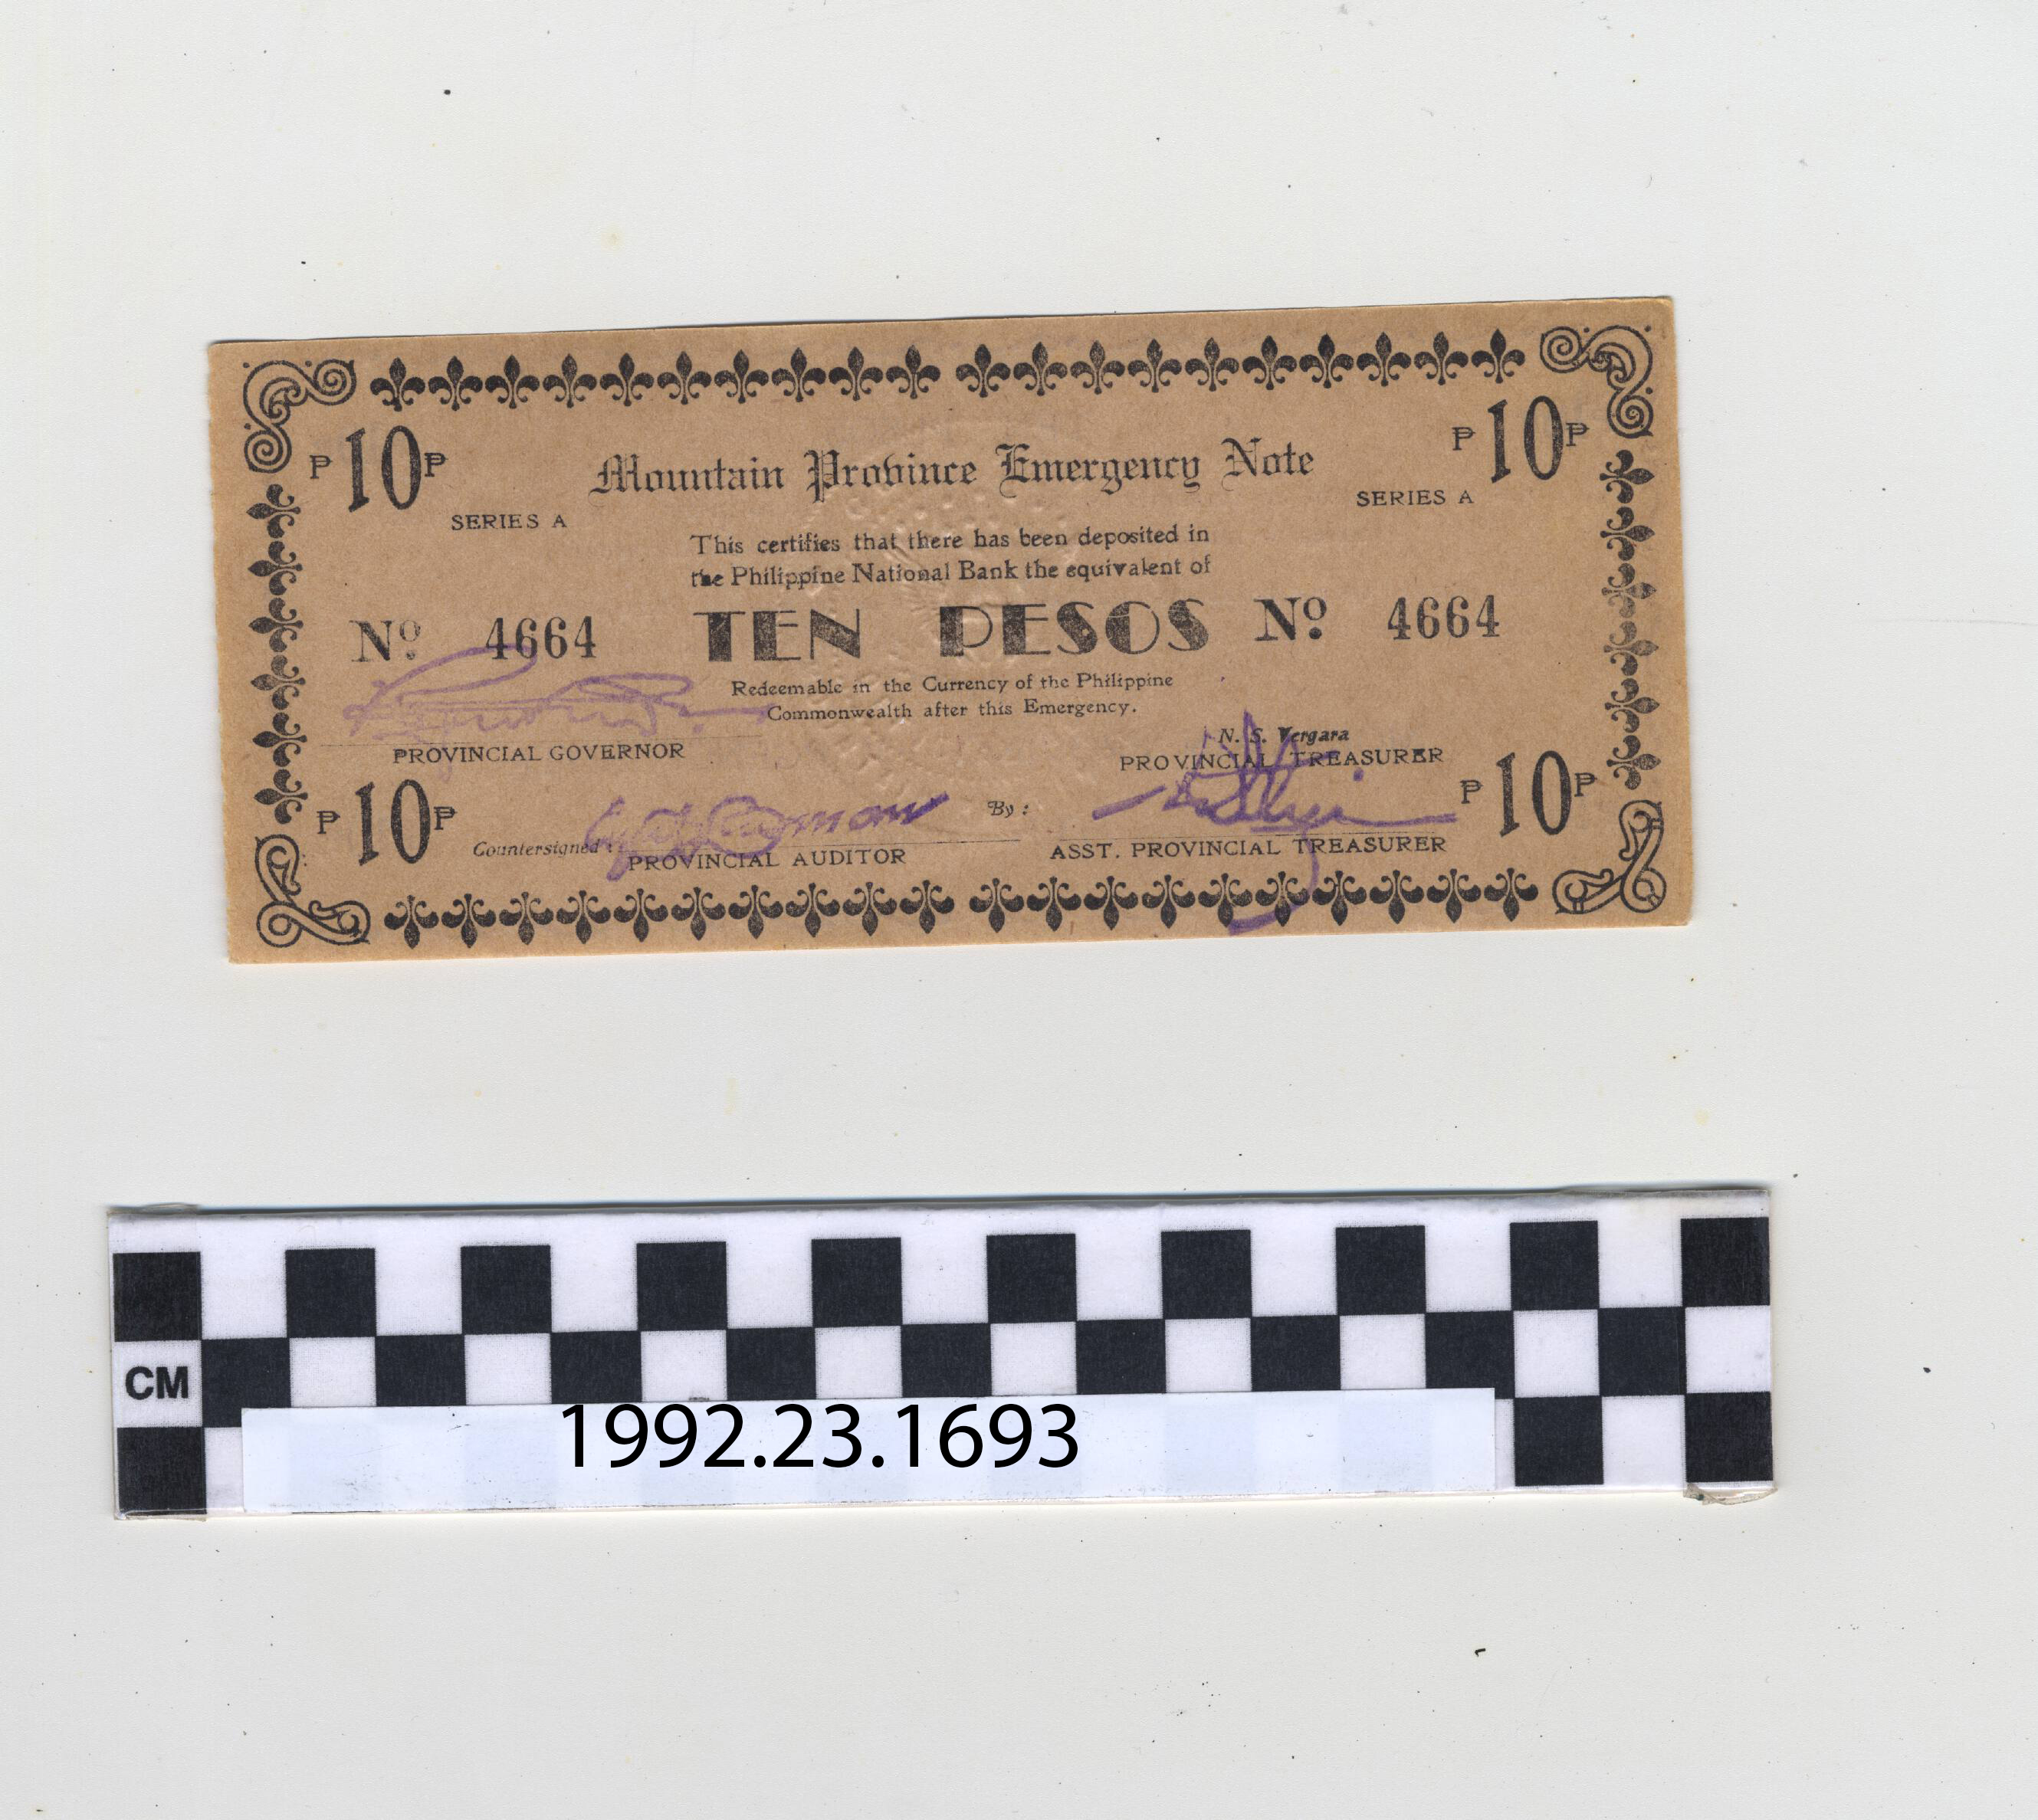 ₱10₱
₱10₱
Mountain Province Emergency Note
SERIES A
SERIES A
This certifies that there has been deposited in
the Philippine National Bank the equivalent of
Nº 4664
TEN PESOS
Nº 4664
Redeemable in the Currency of the Philippine
Commonwealth after this Emergency.
PROVINCIAL GOVERNOR
N. S. Vergara
PROVINCIAL TREASURER
₱10₱
₱10₱
Countersigned:
By:
PROVINCIAL AUDITOR
ASST. PROVINCIAL TREASURER
CM
1992.23.1693